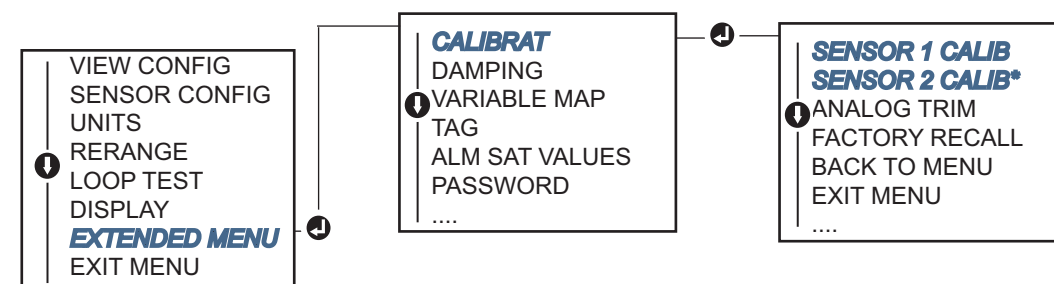 VIEW CONFIG
SENSOR CONFIG
UNITS
RERANGE
LOOP TEST
DISPLAY
EXTENDED MENU
EXIT MENU
CALIBRAT
DAMPING
VARIABLE MAP
TAG
ALM SAT VALUES
PASSWORD
....
SENSOR 1 CALIB
SENSOR 2 CALIB*
ANALOG TRIM
FACTORY RECALL
BACK TO MENU
EXIT MENU
....